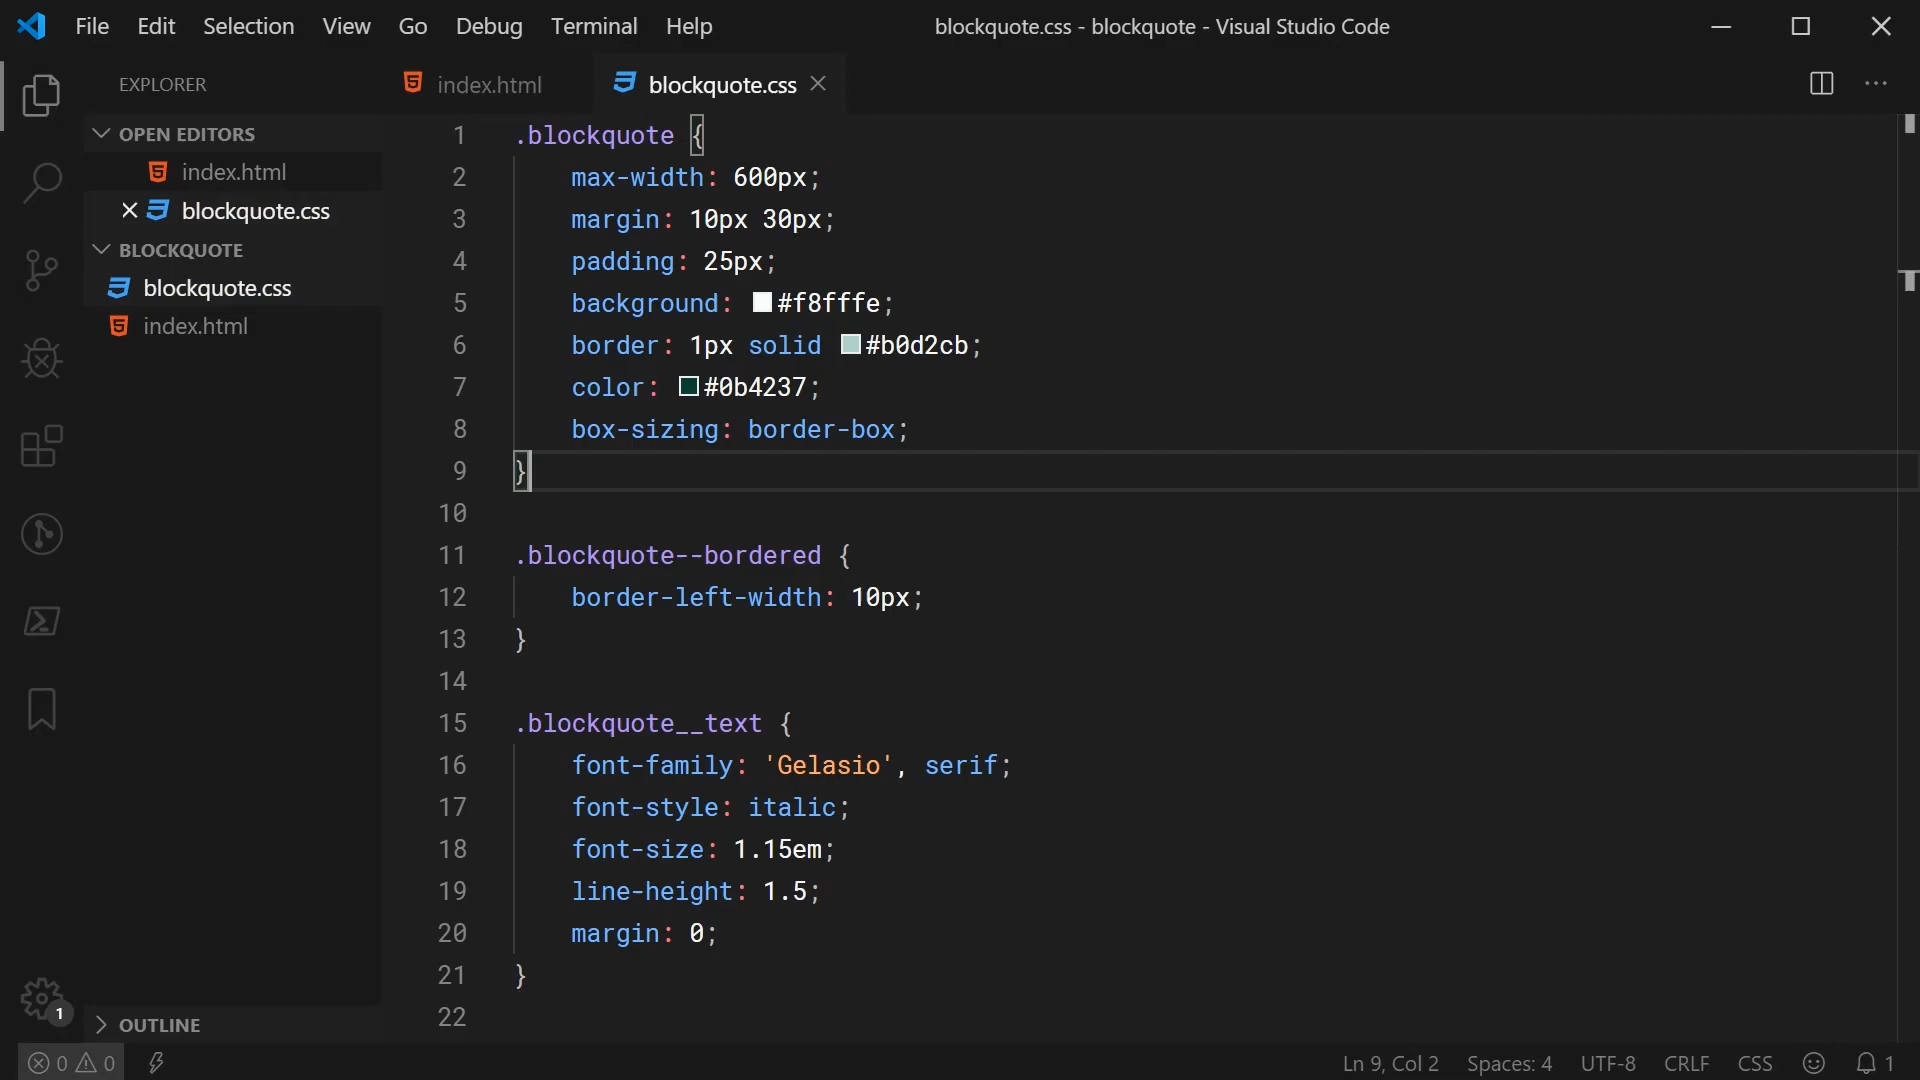 File Edit Selection View Go Debug Terminal Help
blockquote.css - blockquote - Visual Studio Code
EXPLORER
OPEN EDITORS
index.html
blockquote.css
BLOCKQUOTE
blockquote.css
index.html
OUTLINE
index.html
blockquote.css
1 .blockquote {
2     max-width: 600px;
3     margin: 10px 30px;
4     padding: 25px;
5     background: #f8fffe;
6     border: 1px solid #b0d2cb;
7     color: #0b4237;
8     box-sizing: border-box;
9 }
10
11 .blockquote--bordered {
12     border-left-width: 10px;
13 }
14
15 .blockquote__text {
16     font-family: 'Gelasio', serif;
17     font-style: italic;
18     font-size: 1.15em;
19     line-height: 1.5;
20     margin: 0;
21 }
22
1
0 0
Ln 9, Col 2 Spaces: 4 UTF-8 CRLF CSS 1